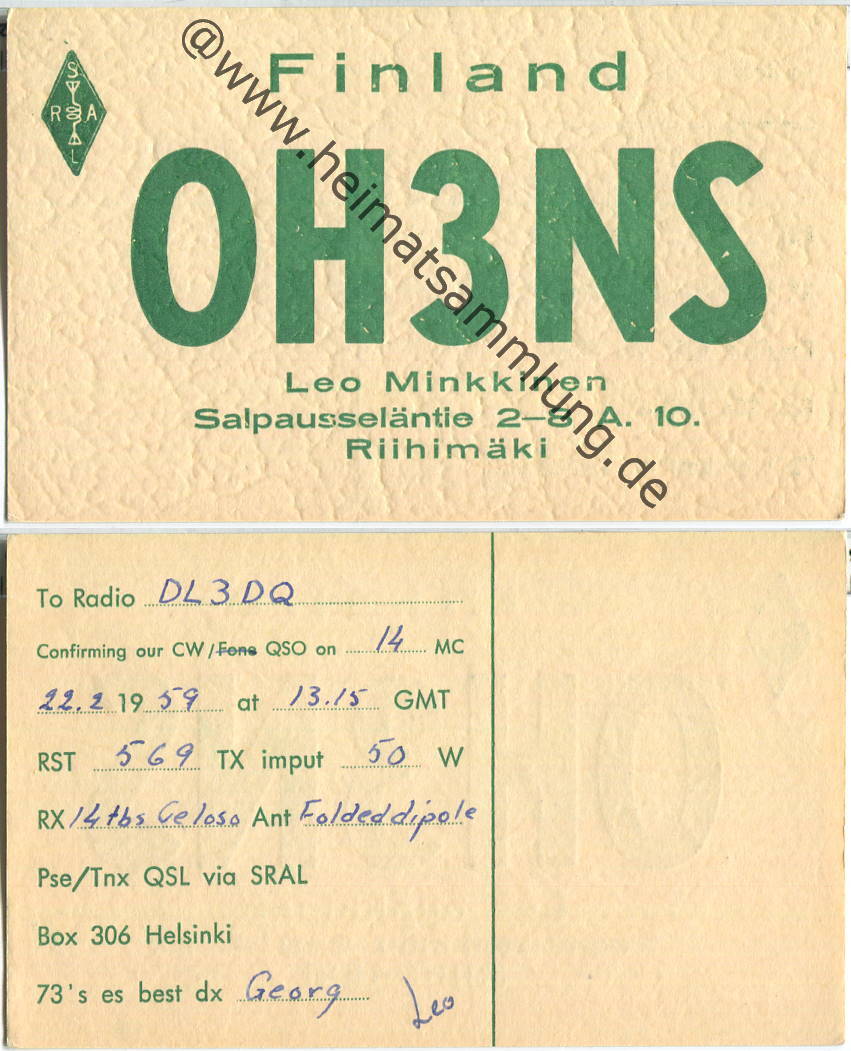 Finland
S
R A
L
OH3NS
Leo Minkkinen
Salpausseläntie 2–8 A. 10.
Riihimäki
@www.heimatsammlung.de
To Radio DL3DQ
Confirming our CW/Fone QSO on 14 MC
22.2 1959 at 13.15 GMT
RST 569 TX imput 50 W
RX 14 tbs Geloso Ant Foldeddipole
Pse/Tnx QSL via SRAL
Box 306 Helsinki
73's es best dx Georg
Leo